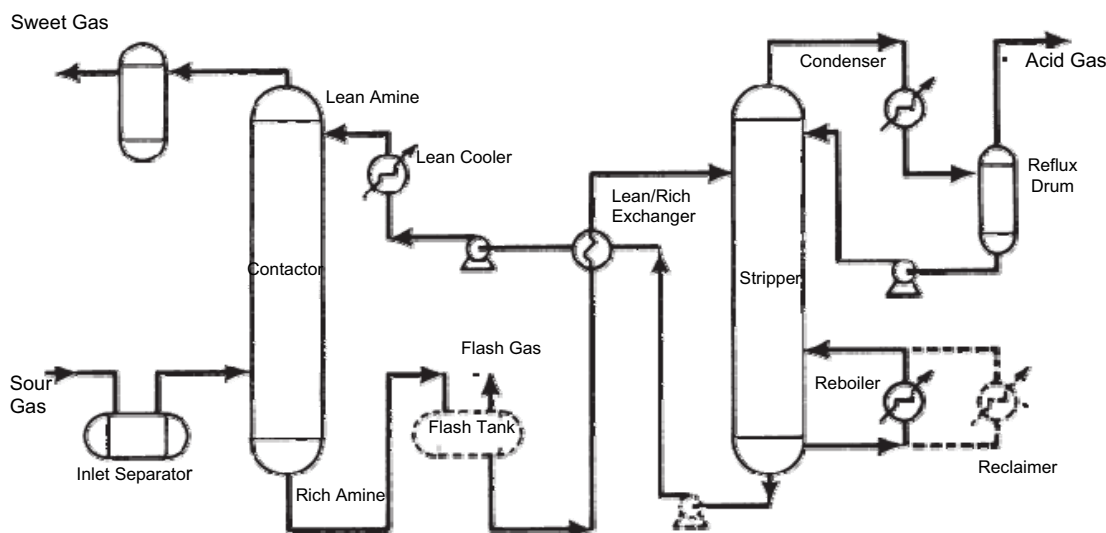 Sweet Gas
Condenser
Acid Gas
Lean Amine
Lean Cooler
Reflux
Drum
Lean/Rich
Exchanger
Contactor
Stripper
Flash Gas
Sour
Gas
Reboiler
Flash Tank
Inlet Separator
Reclaimer
Rich Amine